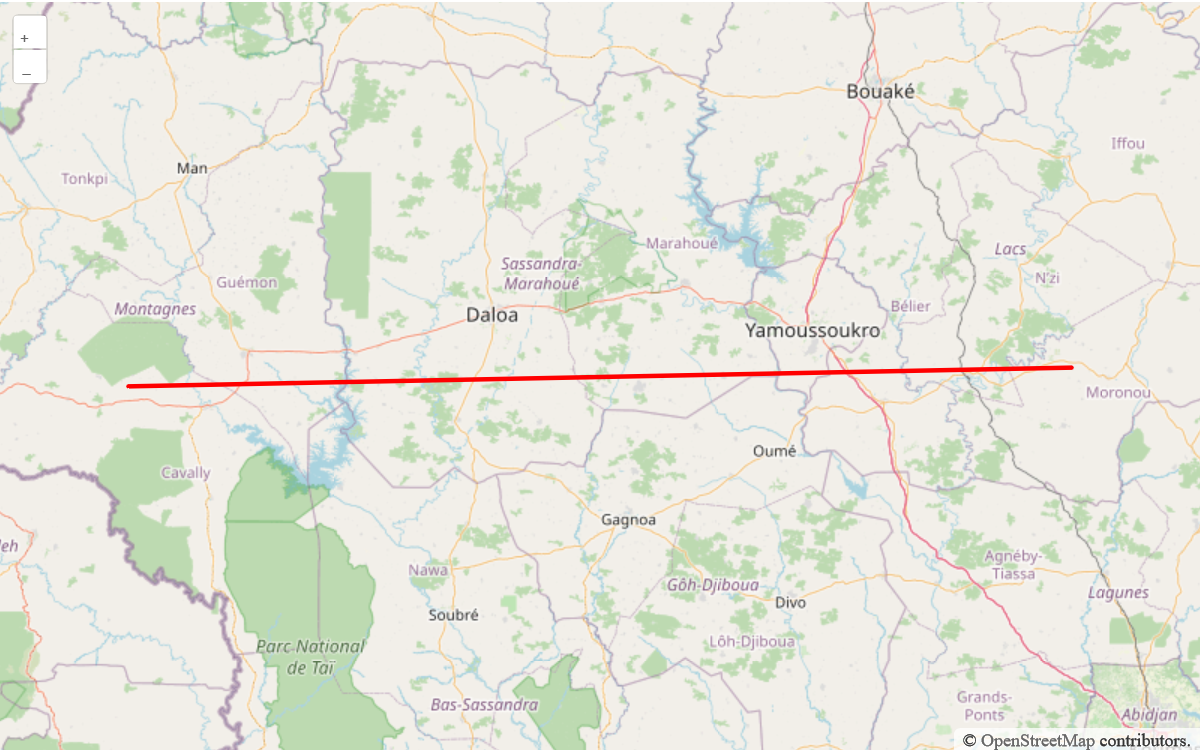 +
–
Bouaké
Iffou
Man
Tonkpi
Marahoué
Lacs
Sassandra-
Marahoué
N'zi
Guémon
Montagnes
Bélier
Daloa
Yamoussoukro
Moronou
Oumé
Cavally
Gagnoa
leh
Agnéby-
Tiassa
Nawa
Gôh-Djiboua
Lagunes
Divo
Soubré
Lôh-Djiboua
Parc National
de Taï
Bas-Sassandra
Grands-
Ponts
Abidjan
© OpenStreetMap contributors.